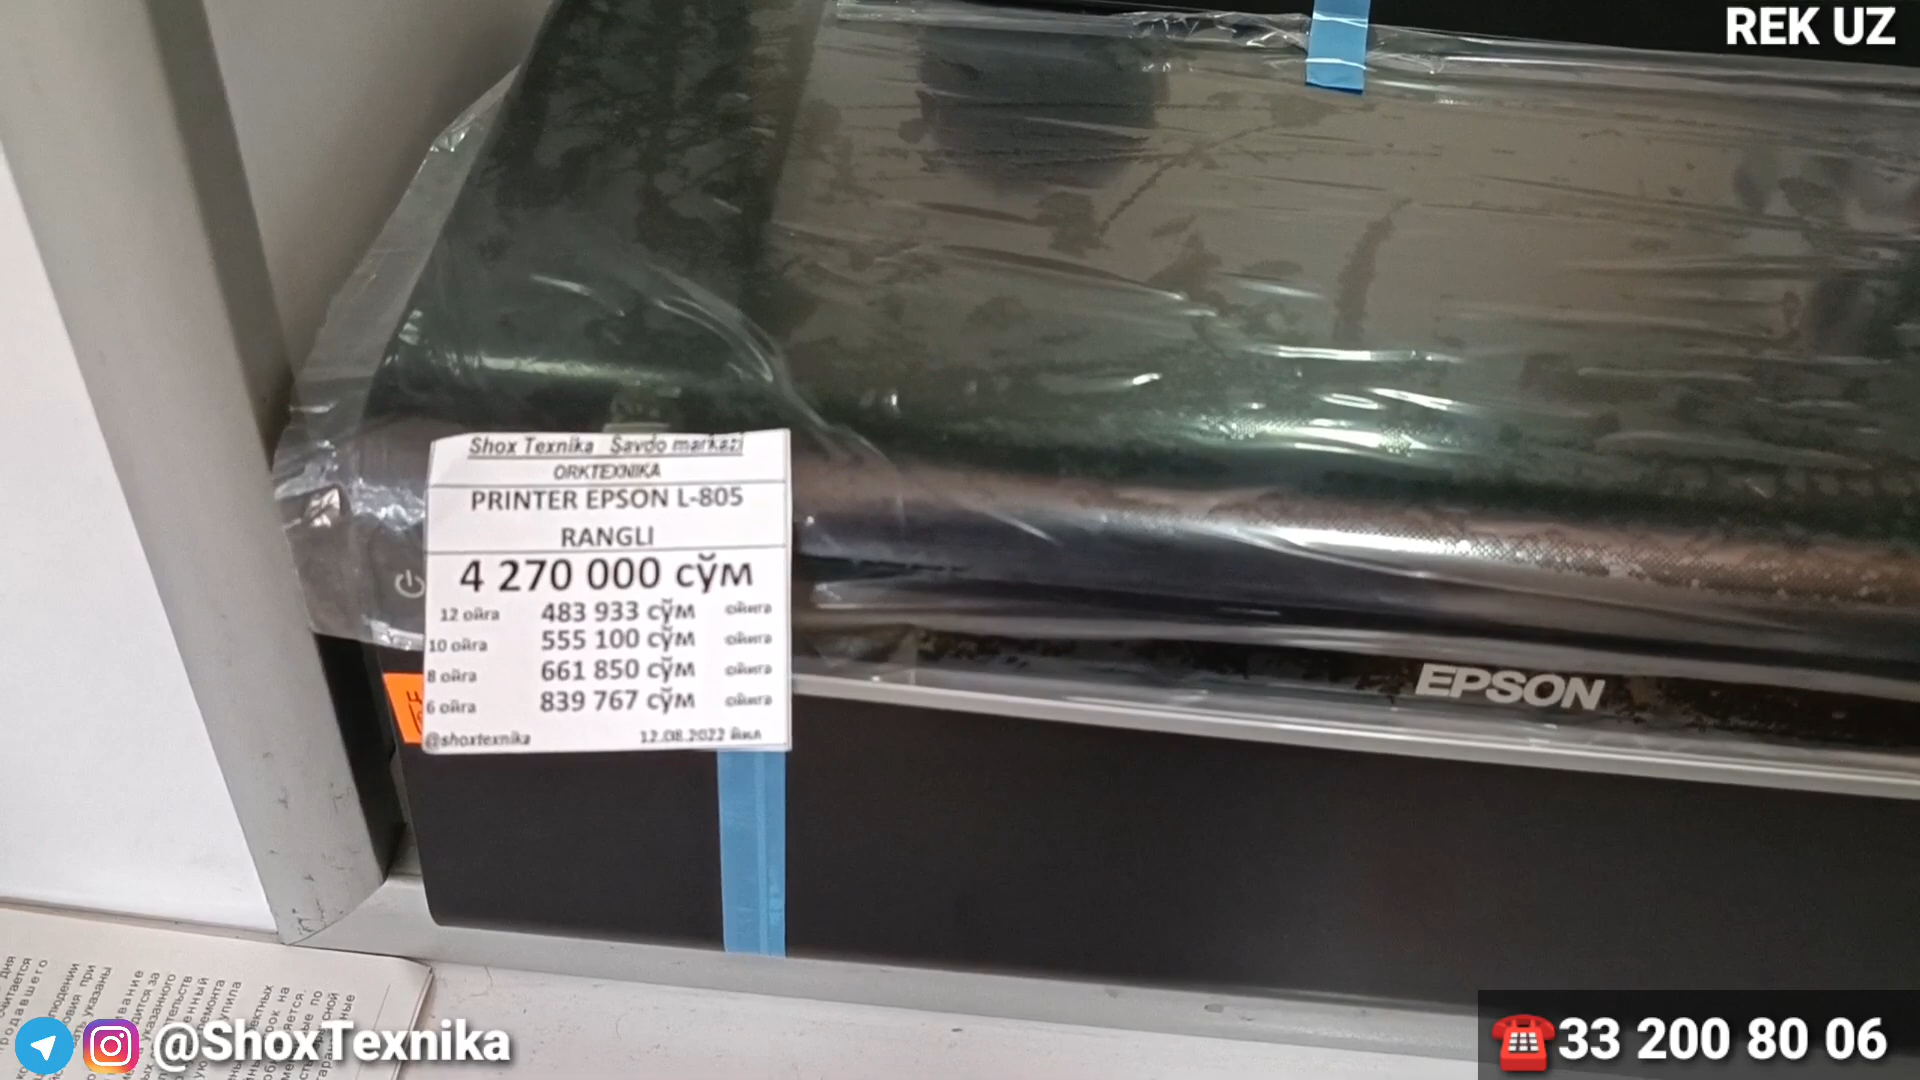 REK UZ
Shox Texnika Savdo markazi
ORKTEXNIKA
PRINTER EPSON L-805
RANGLI
4 270 000 сўм
12 ойга 483 933 сўм ойига
10 ойга 555 100 сўм ойига
8 ойга 661 850 сўм ойига
6 ойга 839 767 сўм ойига
@shoxtexnika 12.08.2022 йил
EPSON
@ShoxTexnika
33 200 80 06